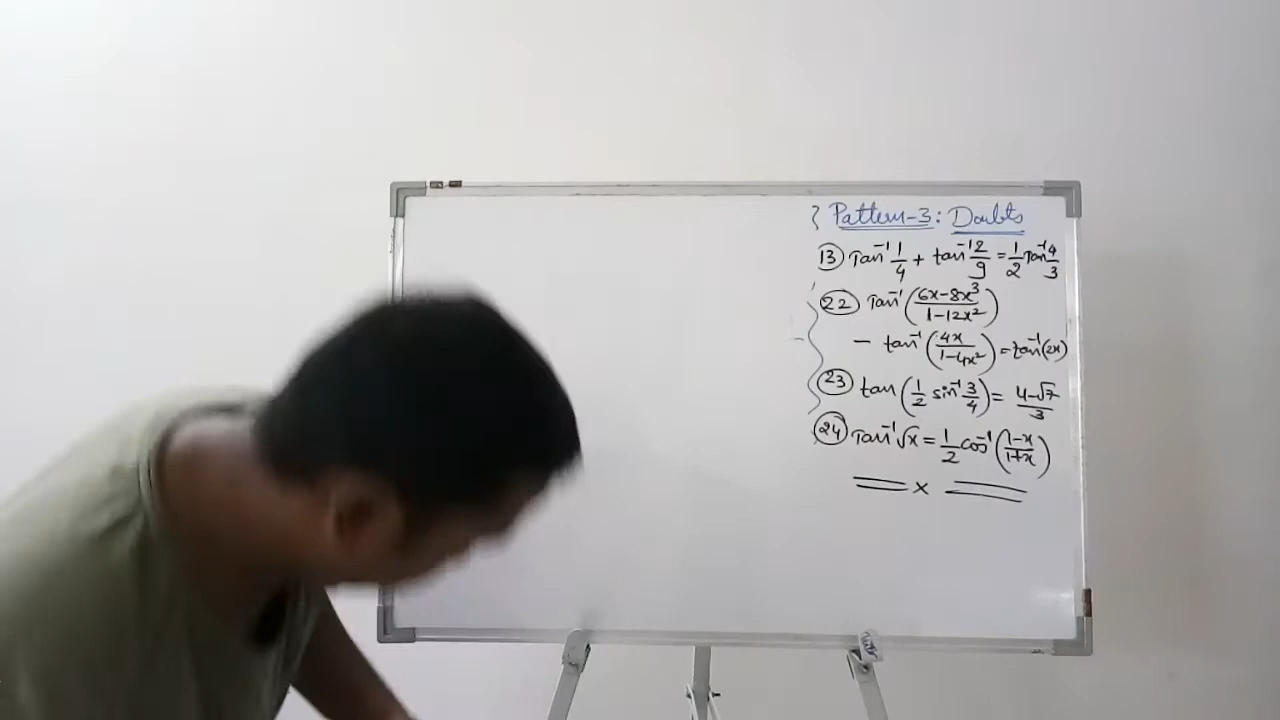 Pattern-3: Doubts
(13) Tan⁻¹ 1/4 + tan⁻¹ 2/9 = 1/2 Tan⁻¹ 4/3
(22) Tan⁻¹ ((6x-8x³)/(1-12x²))
- tan⁻¹ (4x/(1-4x²)) = tan⁻¹(2x)
(23) tan (1/2 sin⁻¹ 3/4) = (4-√7)/3
(24) Tan⁻¹ √x = 1/2 cos⁻¹ ((1-x)/(1+x))
x